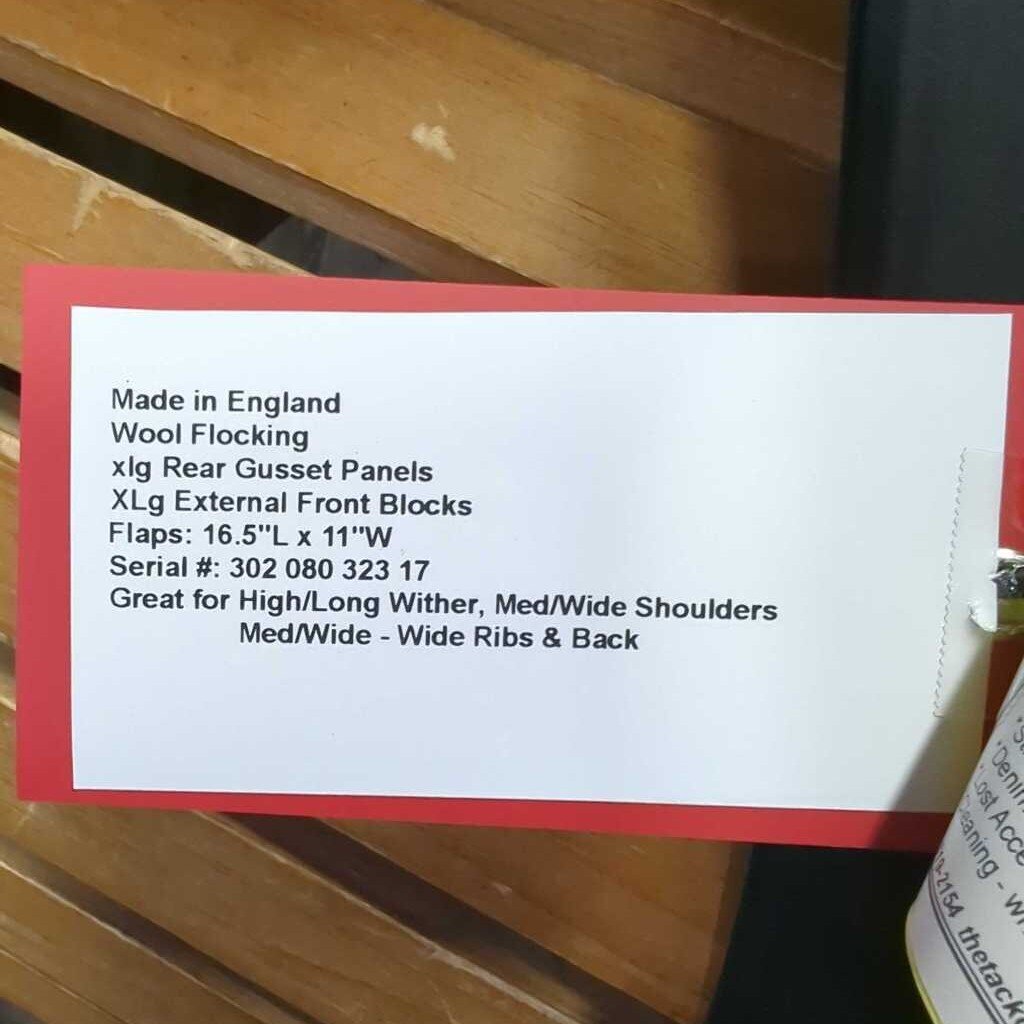 Made in England
Wool Flocking
xlg Rear Gusset Panels
XLg External Front Blocks
Flaps: 16.5"L x 11"W
Serial #: 302 080 323 17
Great for High/Long Wither, Med/Wide Shoulders
Med/Wide - Wide Ribs & Back